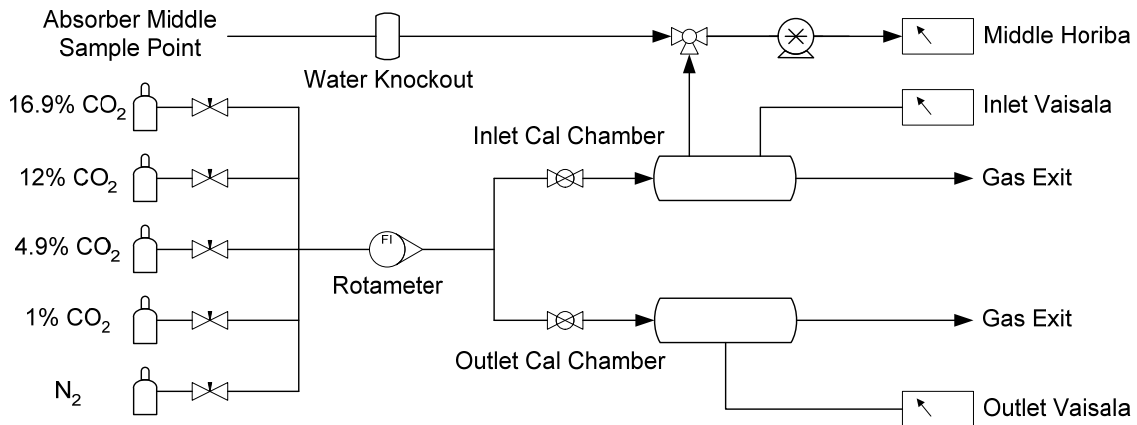 Absorber Middle
Sample Point
Water Knockout
Middle Horiba
16.9% CO₂
Inlet Vaisala
Inlet Cal Chamber
12% CO₂
Gas Exit
4.9% CO₂
FI
Rotameter
1% CO₂
Gas Exit
Outlet Cal Chamber
N₂
Outlet Vaisala